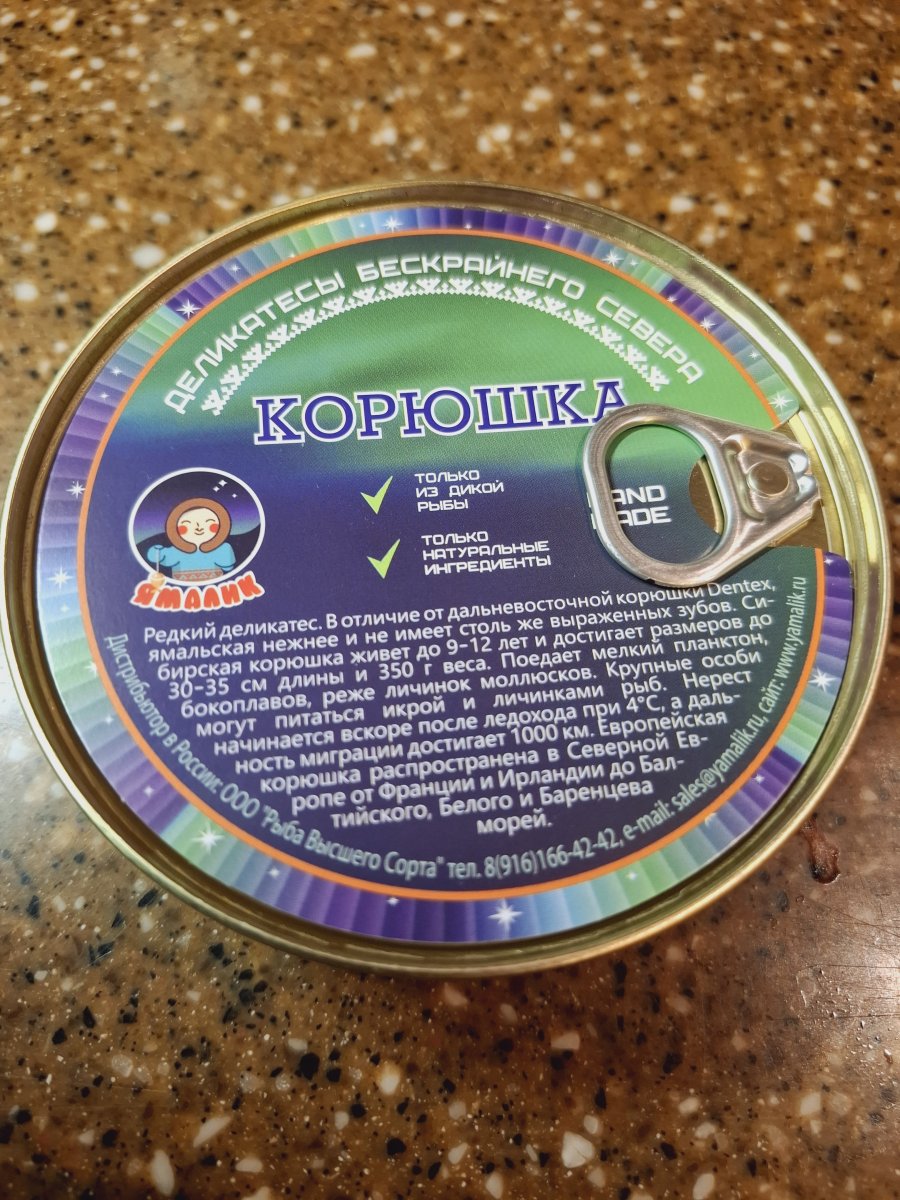 ДЕЛИКАТЕСЫ БЕСКРАЙНЕГО СЕВЕРА
КОРЮШКА
ТОЛЬКО
ИЗ ДИКОЙ
РЫБЫ
ТОЛЬКО
НАТУРАЛЬНЫЕ
ИНГРЕДИЕНТЫ
ЯМАЛИК
Редкий деликатес. В отличие от дальневосточной корюшки Dentex,
ямальская нежнее и не имеет столь же выраженных зубов. Си-
бирская корюшка живет до 9-12 лет и достигает размеров до
30-35 см длины и 350 г веса. Поедает мелкий планктон,
бокоплавов, реже личинок моллюсков. Крупные особи
могут питаться икрой и личинками рыб. Нерест
начинается вскоре после ледохода при 4°C, а даль-
ность миграции достигает 1000 км. Европейская
корюшка распространена в Северной Ев-
ропе от Франции и Ирландии до Бал-
тийского, Белого и Баренцева
морей.
Дистрибьютор в России: ООО "Рыба Высшего Сорта" тел. 8(916)166-42-42, e-mail: sales@yamalik.ru, сайт: www.yamalik.ru